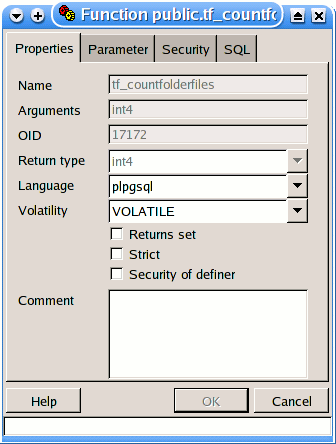 Function public.tf_countfo
Properties Parameter Security SQL
Name tf_countfolderfiles
Arguments int4
OID 17172
Return type int4
Language plpgsql
Volatility VOLATILE
Returns set
Strict
Security of definer
Comment
Help OK Cancel